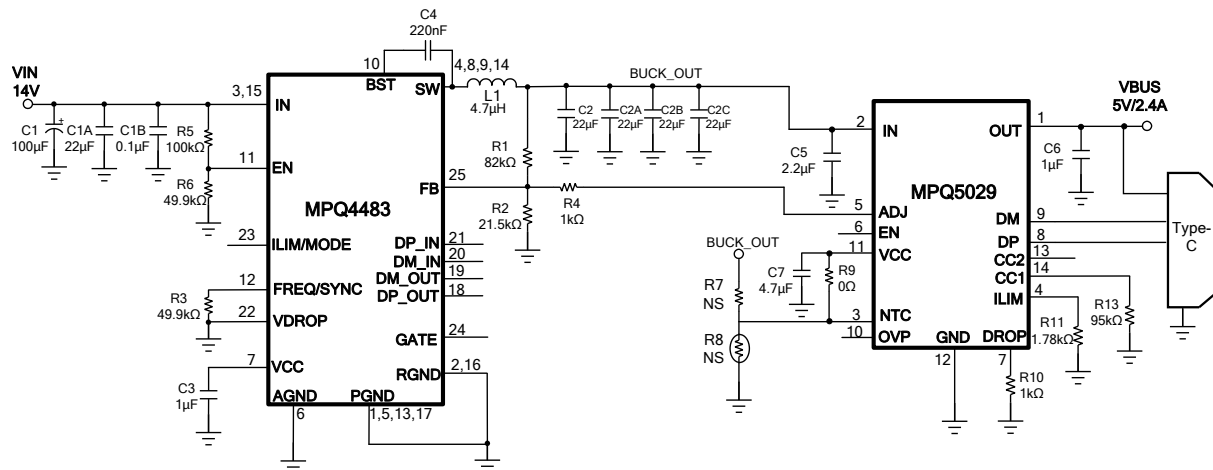 C4
220nF
VIN
14V
3,15
10
BST
4,8,9,14
SW
L1
4.7µH
BUCK_OUT
IN
C1
100µF
+
C1A
22µF
C1B
0.1µF
R5
100kΩ
11
EN
R6
49.9kΩ
MPQ4483
R1
82kΩ
C2
22µF
C2A
22µF
C2B
22µF
C2C
22µF
25
FB
R2
21.5kΩ
R4
1kΩ
23
ILIM/MODE
DP_IN
21
DM_IN
20
DM_OUT
19
DP_OUT
18
12
FREQ/SYNC
R3
49.9kΩ
22
VDROP
GATE
24
7
VCC
C3
1µF
RGND
2,16
AGND
6
PGND
1,5,13,17
2
IN
C5
2.2µF
MPQ5029
OUT
1
VBUS
5V/2.4A
C6
1µF
5
ADJ
6
EN
11
VCC
BUCK_OUT
C7
4.7µF
R9
0Ω
R7
NS
R8
NS
3
NTC
10
OVP
GND
12
DROP
7
R10
1kΩ
DM
9
DP
8
CC2
13
CC1
14
ILIM
4
R11
1.78kΩ
R13
95kΩ
Type-
C